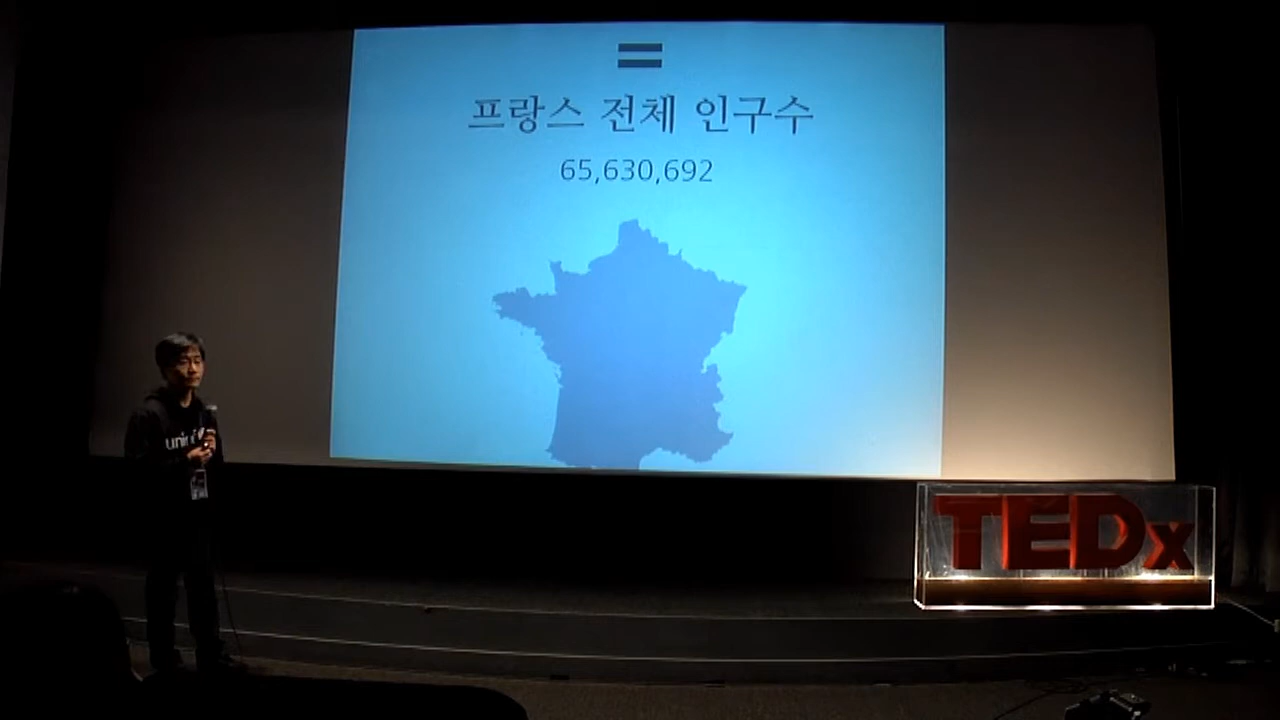 =
프랑스 전체 인구수
65,630,692
TEDx